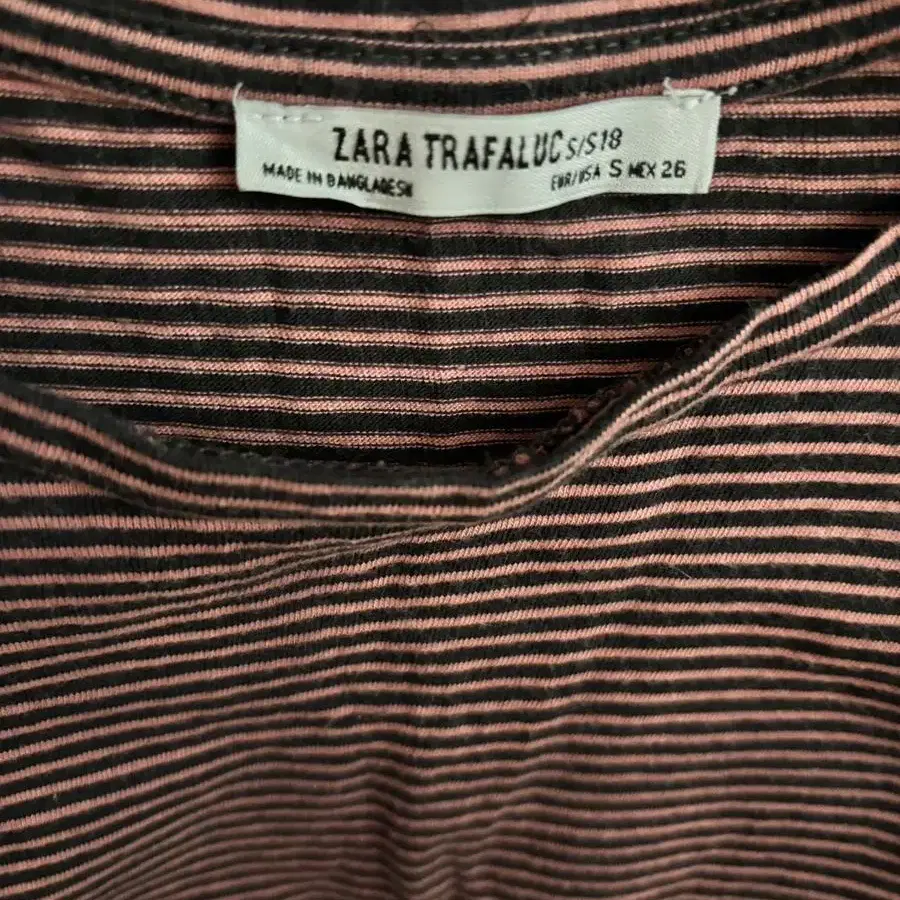 ZARA TRAFALUC S/S18
MADE IN BANGLADESH EUR/USA S MEX 26